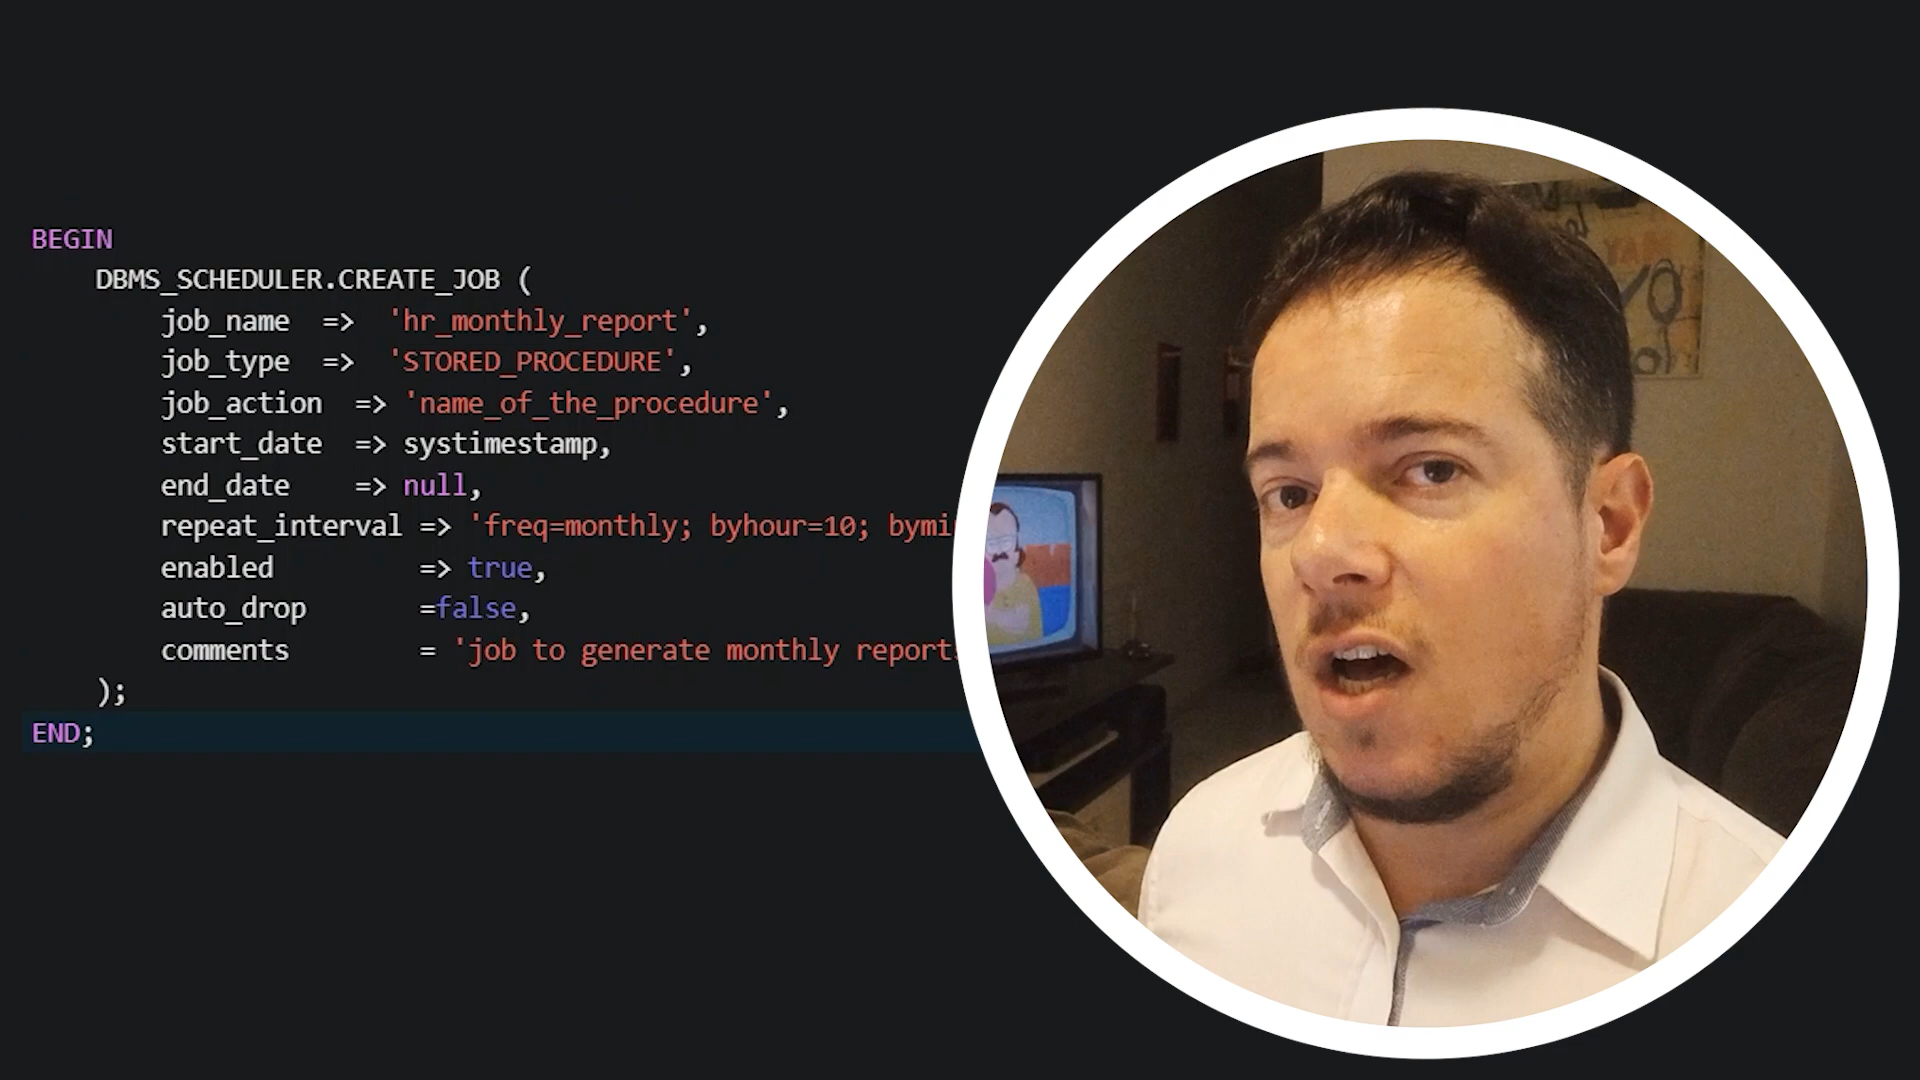 BEGIN
DBMS_SCHEDULER.CREATE_JOB (
job_name => 'hr_monthly_report',
job_type => 'STORED_PROCEDURE',
job_action => 'name_of_the_procedure',
start_date => systimestamp,
end_date => null,
repeat_interval => 'freq=monthly; byhour=10;
enabled => true,
auto_drop =false,
comments = 'job to generate monthly report
);
END;